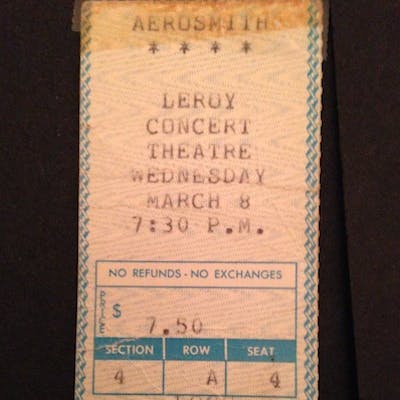 AEROSMITH
* * * *
LEROY
CONCERT
THEATRE
WEDNESDAY
MARCH 8
7:30 P.M.
NO REFUNDS - NO EXCHANGES
PRICE $ 7.50
SECTION ROW SEAT
4 A 4